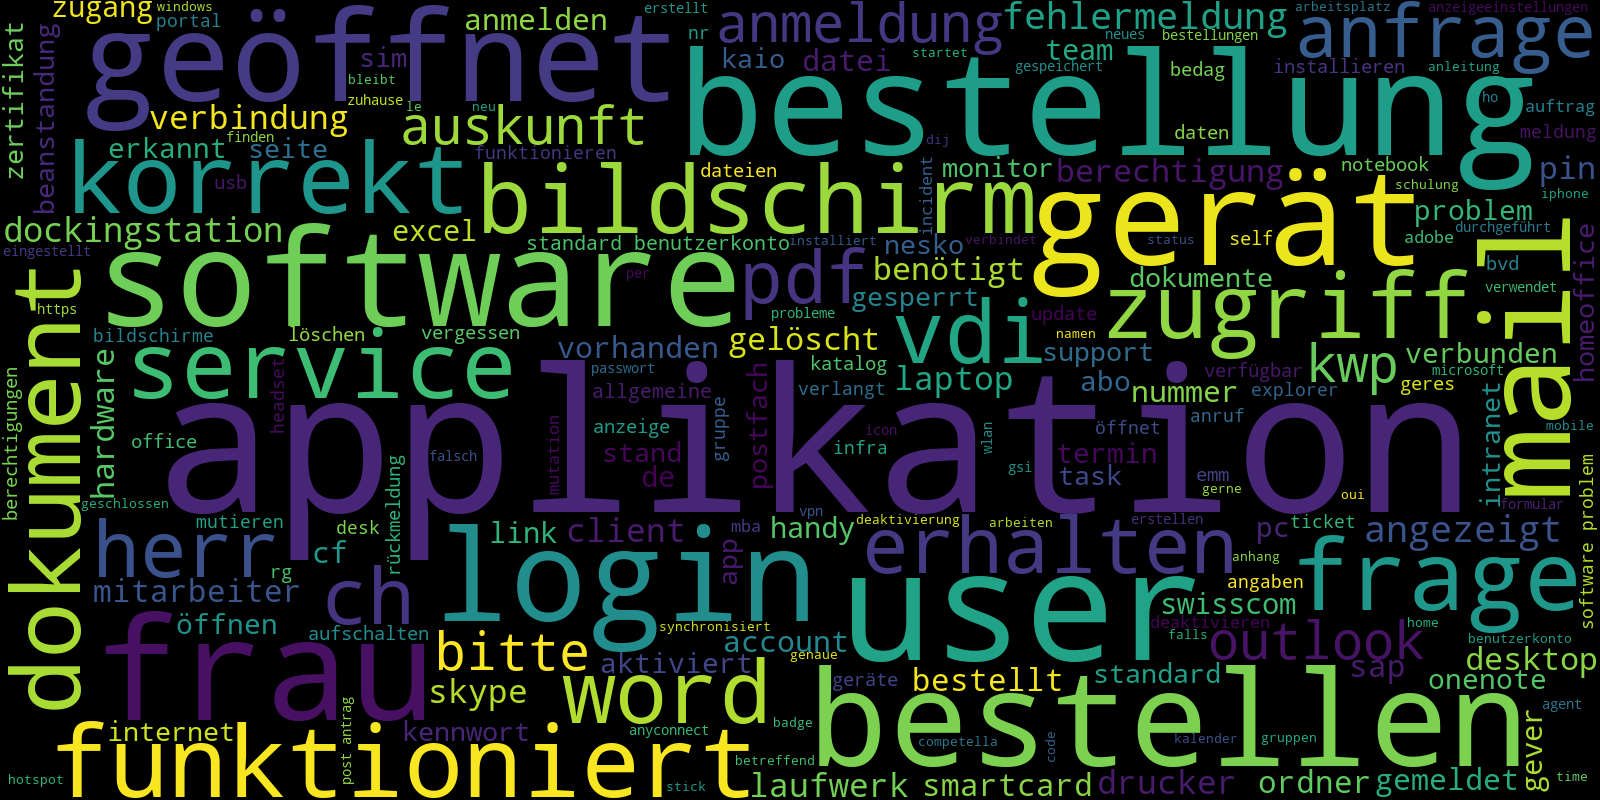 zugang
windows
portal
anmelden
erstellt
nr
anmeldung
fehlermeldung
arbeitsplatz
anzeigeeinstellungen
anfrage
geöffnet
sim
bleibt
zuhause
kaio
datei
startet
team
neues
bestellungen
gespeichert
bedag
installieren
anleitung
zertifikat
beanstandung
verbindung
finden
le
neu
auskunft
bestellung
ho
auftrag
daten
meldung
erkannt
seite
funktionieren
dij
korrekt
usb
dateien
bildschirm
incident
monitor
berechtigung
notebook
schulung
pin
iphone
gerät
problem
durchgeführt
dockingstation
excel
standard benutzerkonto
installiert
nesko
verbindet
status
self
adobe
eingestellt
software
per
pdf
benötigt
dokumente
bvd
mail
homeoffice
https
gesperrt
zugriff
verwendet
probleme
update
bildschirme
löschen
vergessen
gelöscht
vdi
namen
dokument
service
vorhanden
support
kwp
verbunden
hardware
headset
passwort
katalog
laptop
abo
verfügbar
microsoft
berechtigungen
allgemeine
postfach
verlangt
nummer
explorer
geres
intranet
applikation
office
anzeige
gruppe
anruf
öffnet
mobile
falsch
mutation
stand
de
infra
icon
wlan
gsi
termin
task
emm
gerne
oui
software problem
geschlossen
rückmeldung
vpn
formular
mutieren
desk
link
client
mba
handy
deaktivierung
arbeiten
erstellen
pc
ticket
angezeigt
herr
cf
rg
login
app
erhalten
anhang
mitarbeiter
ch
user
angaben
frage
swisscom
öffnen
aufschalten
synchronisiert
deaktivieren
home
frau
bitte
account
falls
outlook
benutzerkonto
aktiviert
genaue
desktop
skype
word
geräte
bestellt
standard
sap
onenote
post antrag
badge
bestellen
agent
internet
kennwort
anyconnect
gever
funktioniert
competella
code
kalender
gruppen
betreffend
hotspot
stick
laufwerk
smartcard
drucker
ordner
gemeldet
time